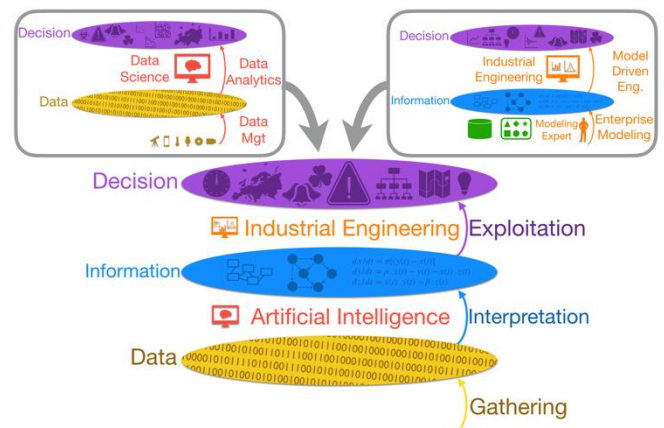 Decision
Data
Science
Data
Analytics
Data
Data
Mgt
Decision
Industrial
Engineering
Model
Driven
Eng.
Information
Modeling
Expert
Enterprise
Modeling
Decision
Industrial Engineering
Exploitation
Information
Artificial Intelligence
Interpretation
Data
Gathering